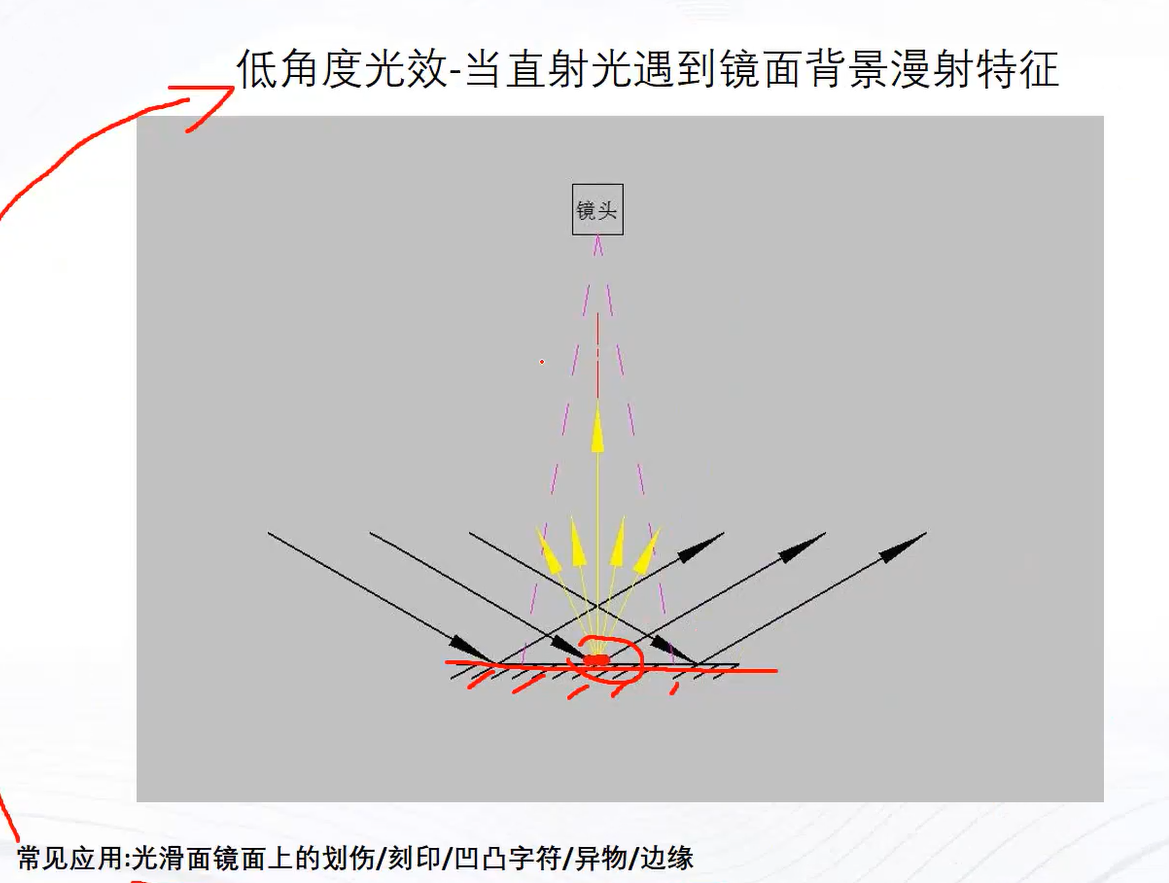 低角度光效-当直射光遇到镜面背景漫射特征
镜头
常见应用:光滑面镜面上的划伤/刻印/凹凸字符/异物/边缘